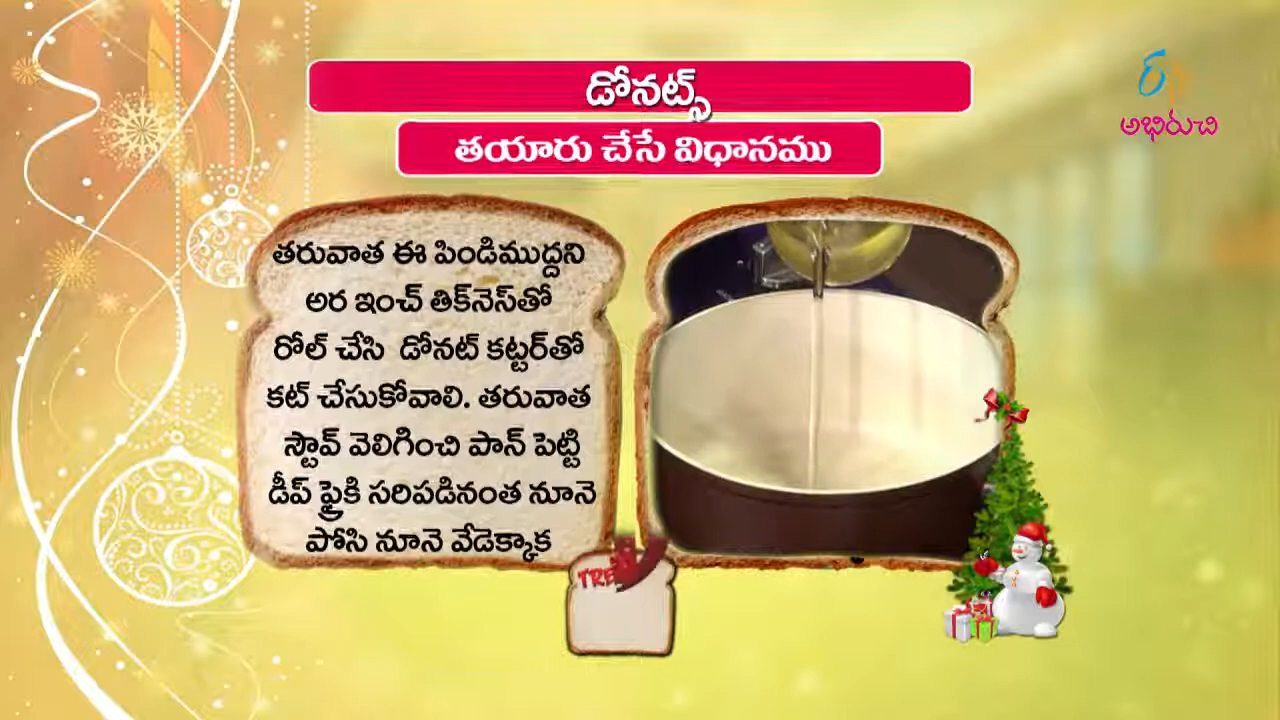 డోనట్స్
తయారు చేసే విధానము
అభిరుచి
తరువాత ఈ పిండిముద్దని
అర ఇంచ్ తిక్‌నెస్‌తో
రోల్ చేసి డోనట్ కట్టర్‌తో
కట్ చేసుకోవాలి. తరువాత
స్టౌవ్ వెలిగించి పాన్ పెట్టి
డీప్ ఫ్రైకి సరిపడినంత నూనె
పోసి నూనె వేడెక్కాక